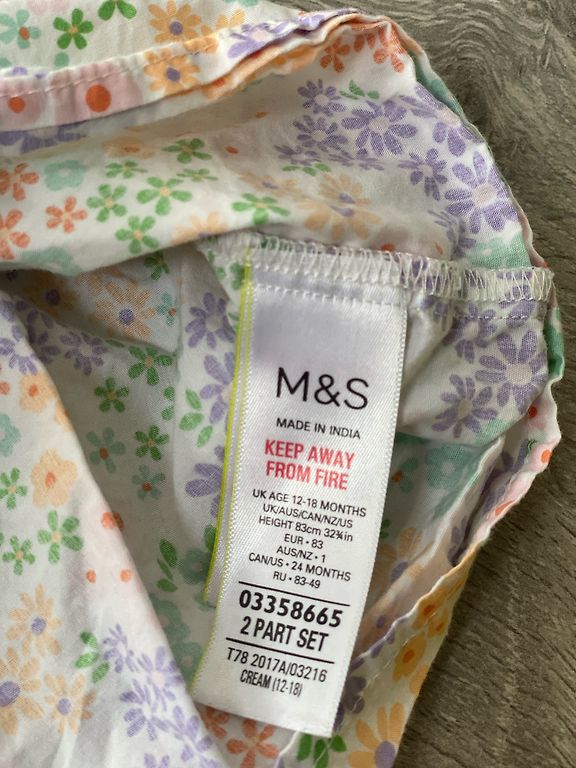 M&S
MADE IN INDIA
KEEP AWAY
FROM FIRE
UK AGE 12-18 MONTHS
UK/AUS/CAN/NZ/US
HEIGHT 83cm 32¾in
EUR • 83
AUS/NZ • 1
CAN/US • 24 MONTHS
RU • 83-49
03358665
2 PART SET
T78 2017A/03216
CREAM (12-18)